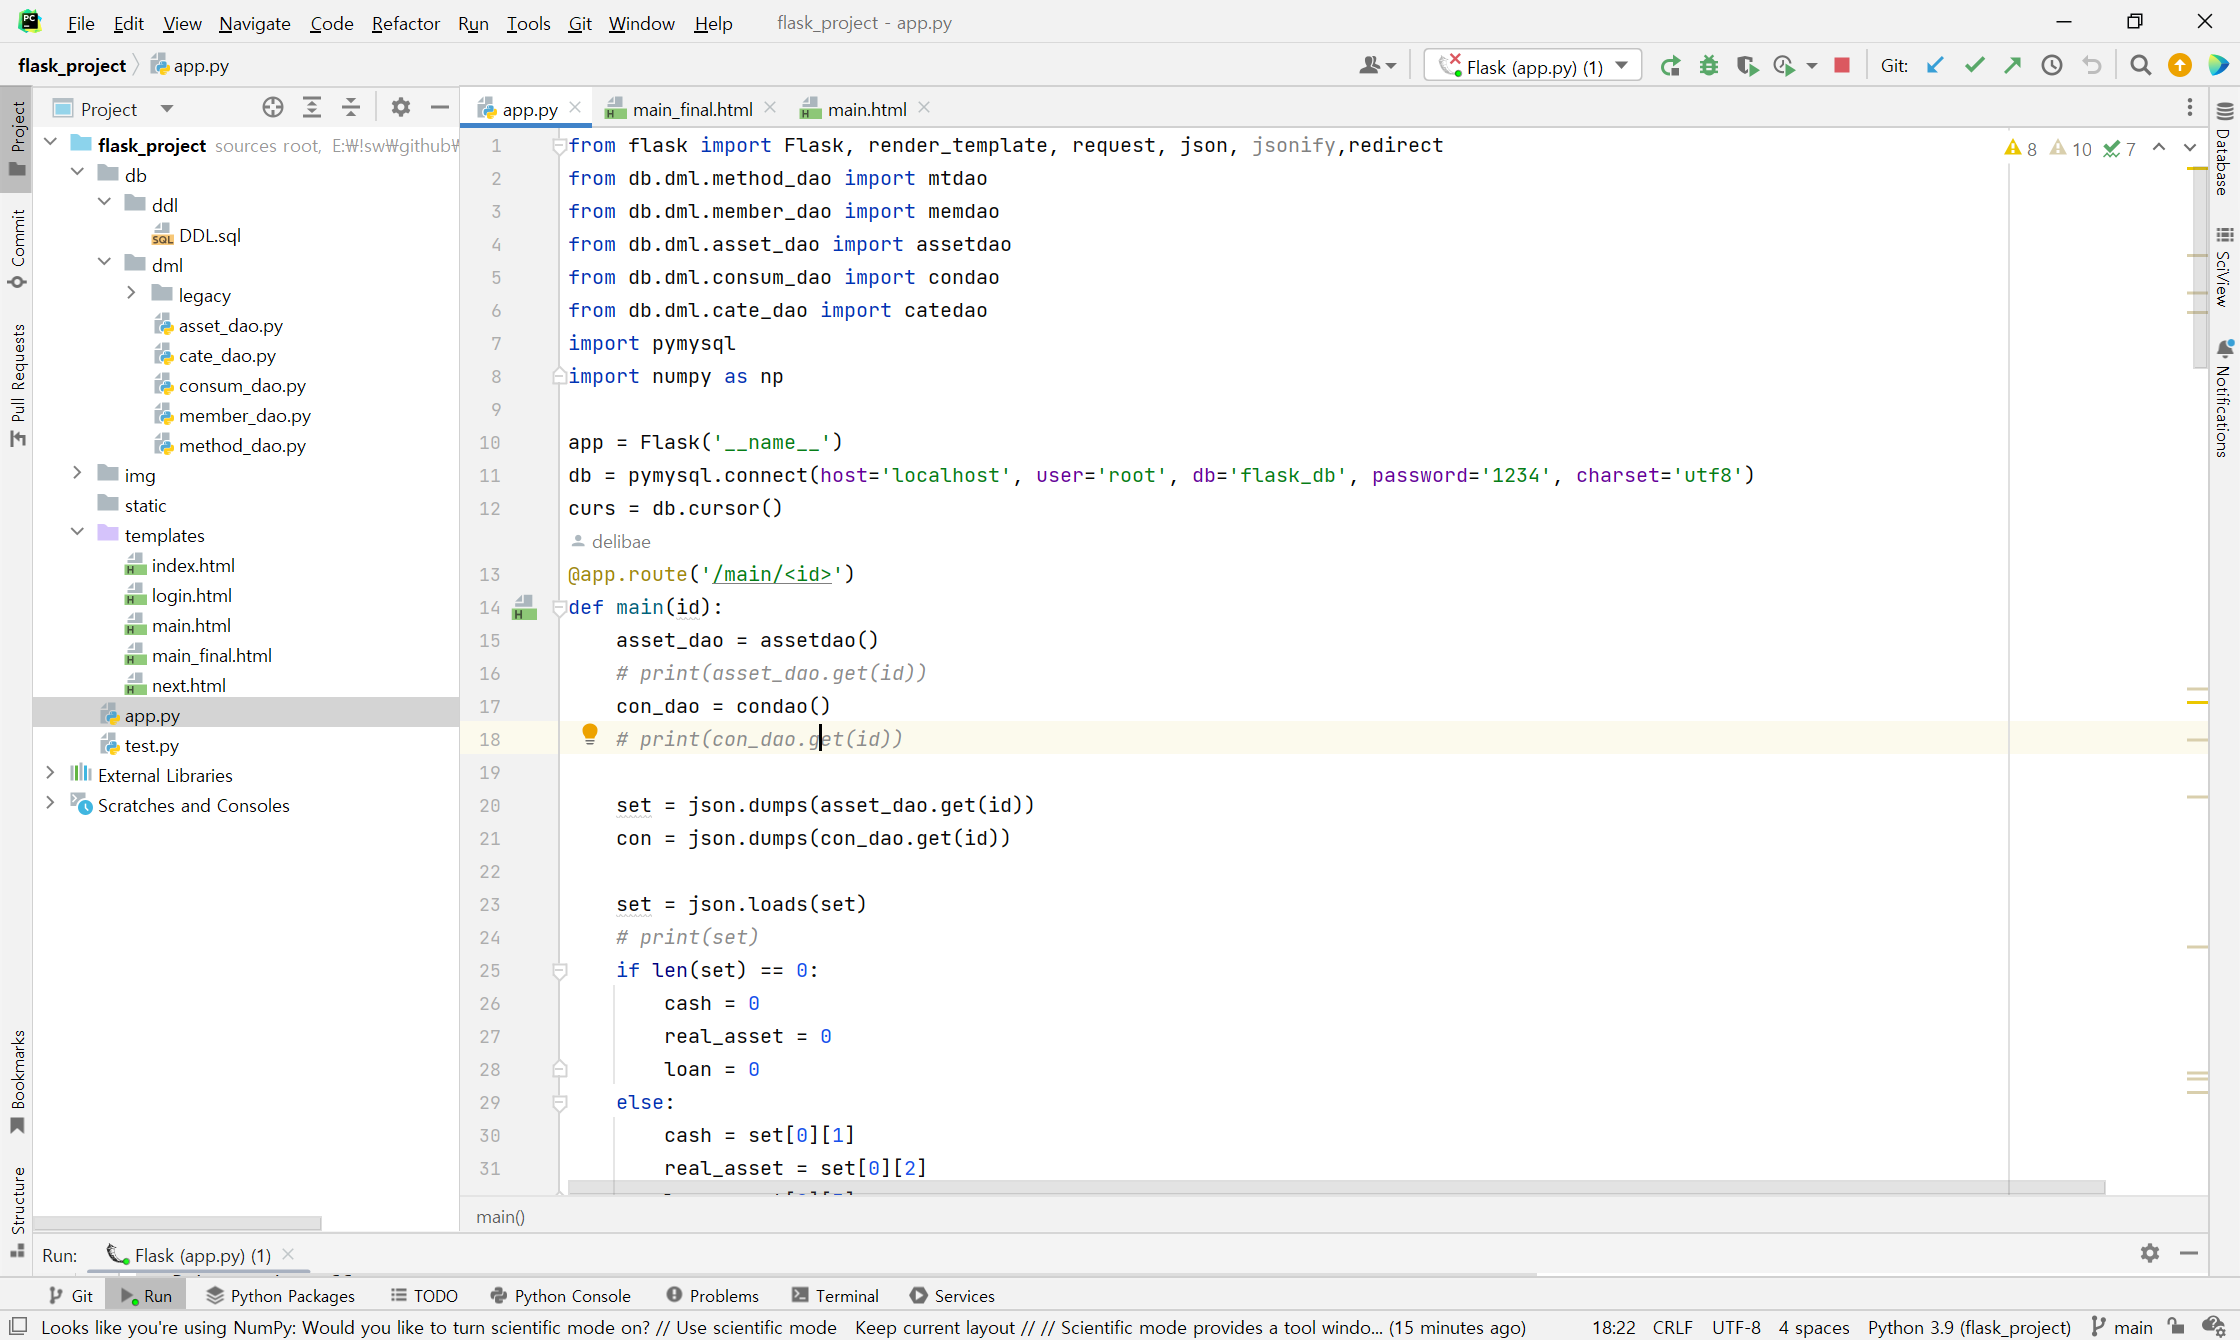 File Edit View Navigate Code Refactor Run Tools Git Window Help flask_project - app.py
flask_project app.py Flask (app.py) (1) Git:
Project
Commit
Pull Requests
Bookmarks
Structure
Project
flask_project sources root, E:₩!sw₩github₩
db
ddl
DDL.sql
dml
legacy
asset_dao.py
cate_dao.py
consum_dao.py
member_dao.py
method_dao.py
img
static
templates
index.html
login.html
main.html
main_final.html
next.html
app.py
test.py
External Libraries
Scratches and Consoles
app.py main_final.html main.html
8 10 7
1 from flask import Flask, render_template, request, json, jsonify,redirect
2 from db.dml.method_dao import mtdao
3 from db.dml.member_dao import memdao
4 from db.dml.asset_dao import assetdao
5 from db.dml.consum_dao import condao
6 from db.dml.cate_dao import catedao
7 import pymysql
8 import numpy as np
9
10 app = Flask('__name__')
11 db = pymysql.connect(host='localhost', user='root', db='flask_db', password='1234', charset='utf8')
12 curs = db.cursor()
delibae
13 @app.route('/main/<id>')
14 def main(id):
15 asset_dao = assetdao()
16 # print(asset_dao.get(id))
17 con_dao = condao()
18 # print(con_dao.get(id))
19
20 set = json.dumps(asset_dao.get(id))
21 con = json.dumps(con_dao.get(id))
22
23 set = json.loads(set)
24 # print(set)
25 if len(set) == 0:
26 cash = 0
27 real_asset = 0
28 loan = 0
29 else:
30 cash = set[0][1]
31 real_asset = set[0][2]
main()
Database
SciView
Notifications
Run: Flask (app.py) (1)
Git Run Python Packages TODO Python Console Problems Terminal Services
Looks like you're using NumPy: Would you like to turn scientific mode on? // Use scientific mode Keep current layout // // Scientific mode provides a tool windo... (15 minutes ago) 18:22 CRLF UTF-8 4 spaces Python 3.9 (flask_project) main